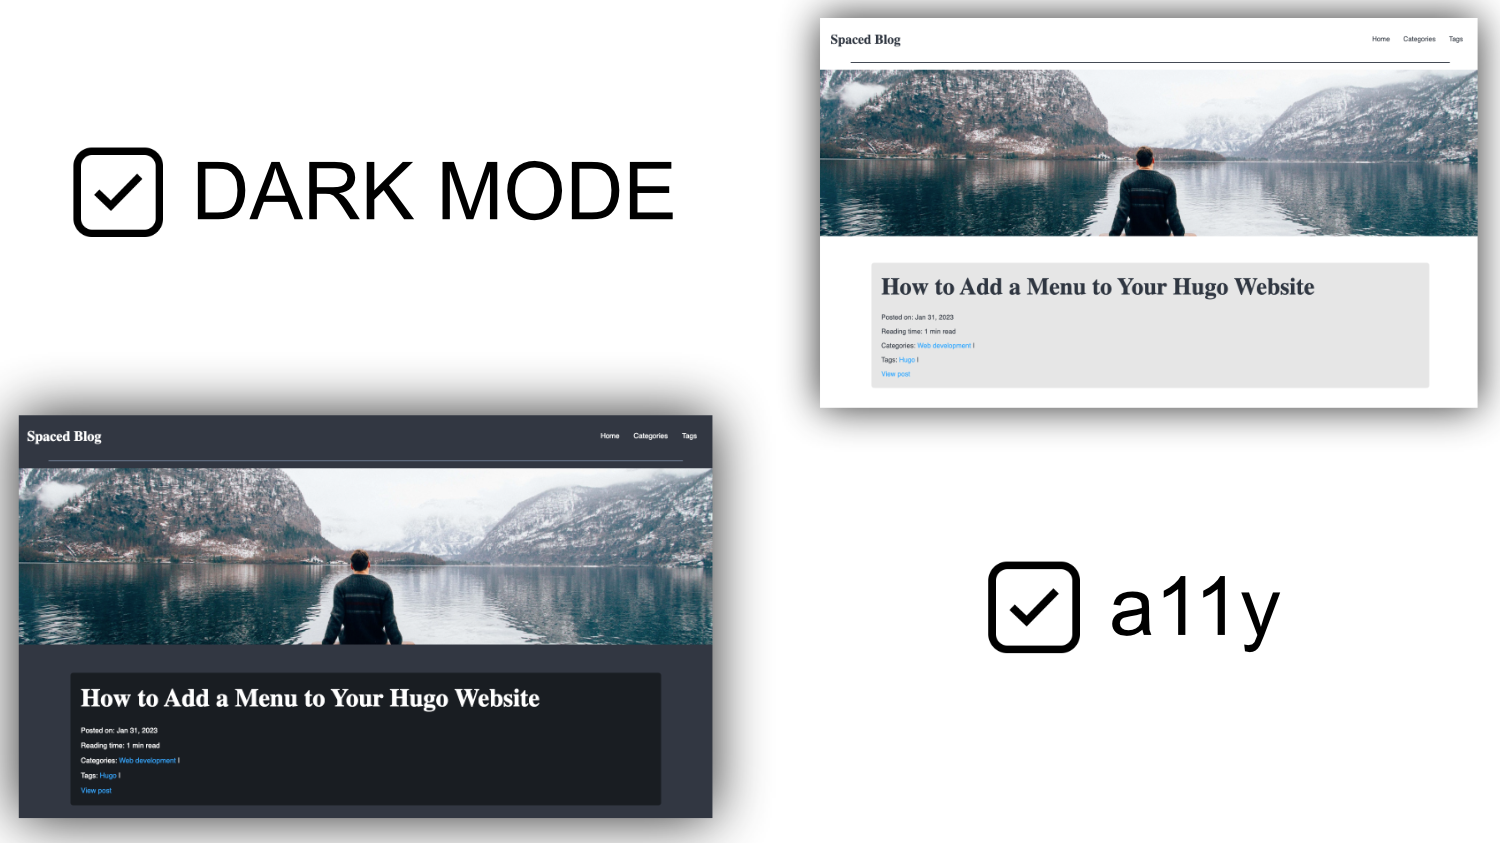 DARK MODE
Spaced Blog
Home Categories Tags
How to Add a Menu to Your Hugo Website
Posted on: Jan 31, 2023
Reading time: 1 min read
Categories: Web development |
Tags: Hugo |
View post
Spaced Blog
Home Categories Tags
How to Add a Menu to Your Hugo Website
Posted on: Jan 31, 2023
Reading time: 1 min read
Categories: Web development |
Tags: Hugo |
View post
a11y